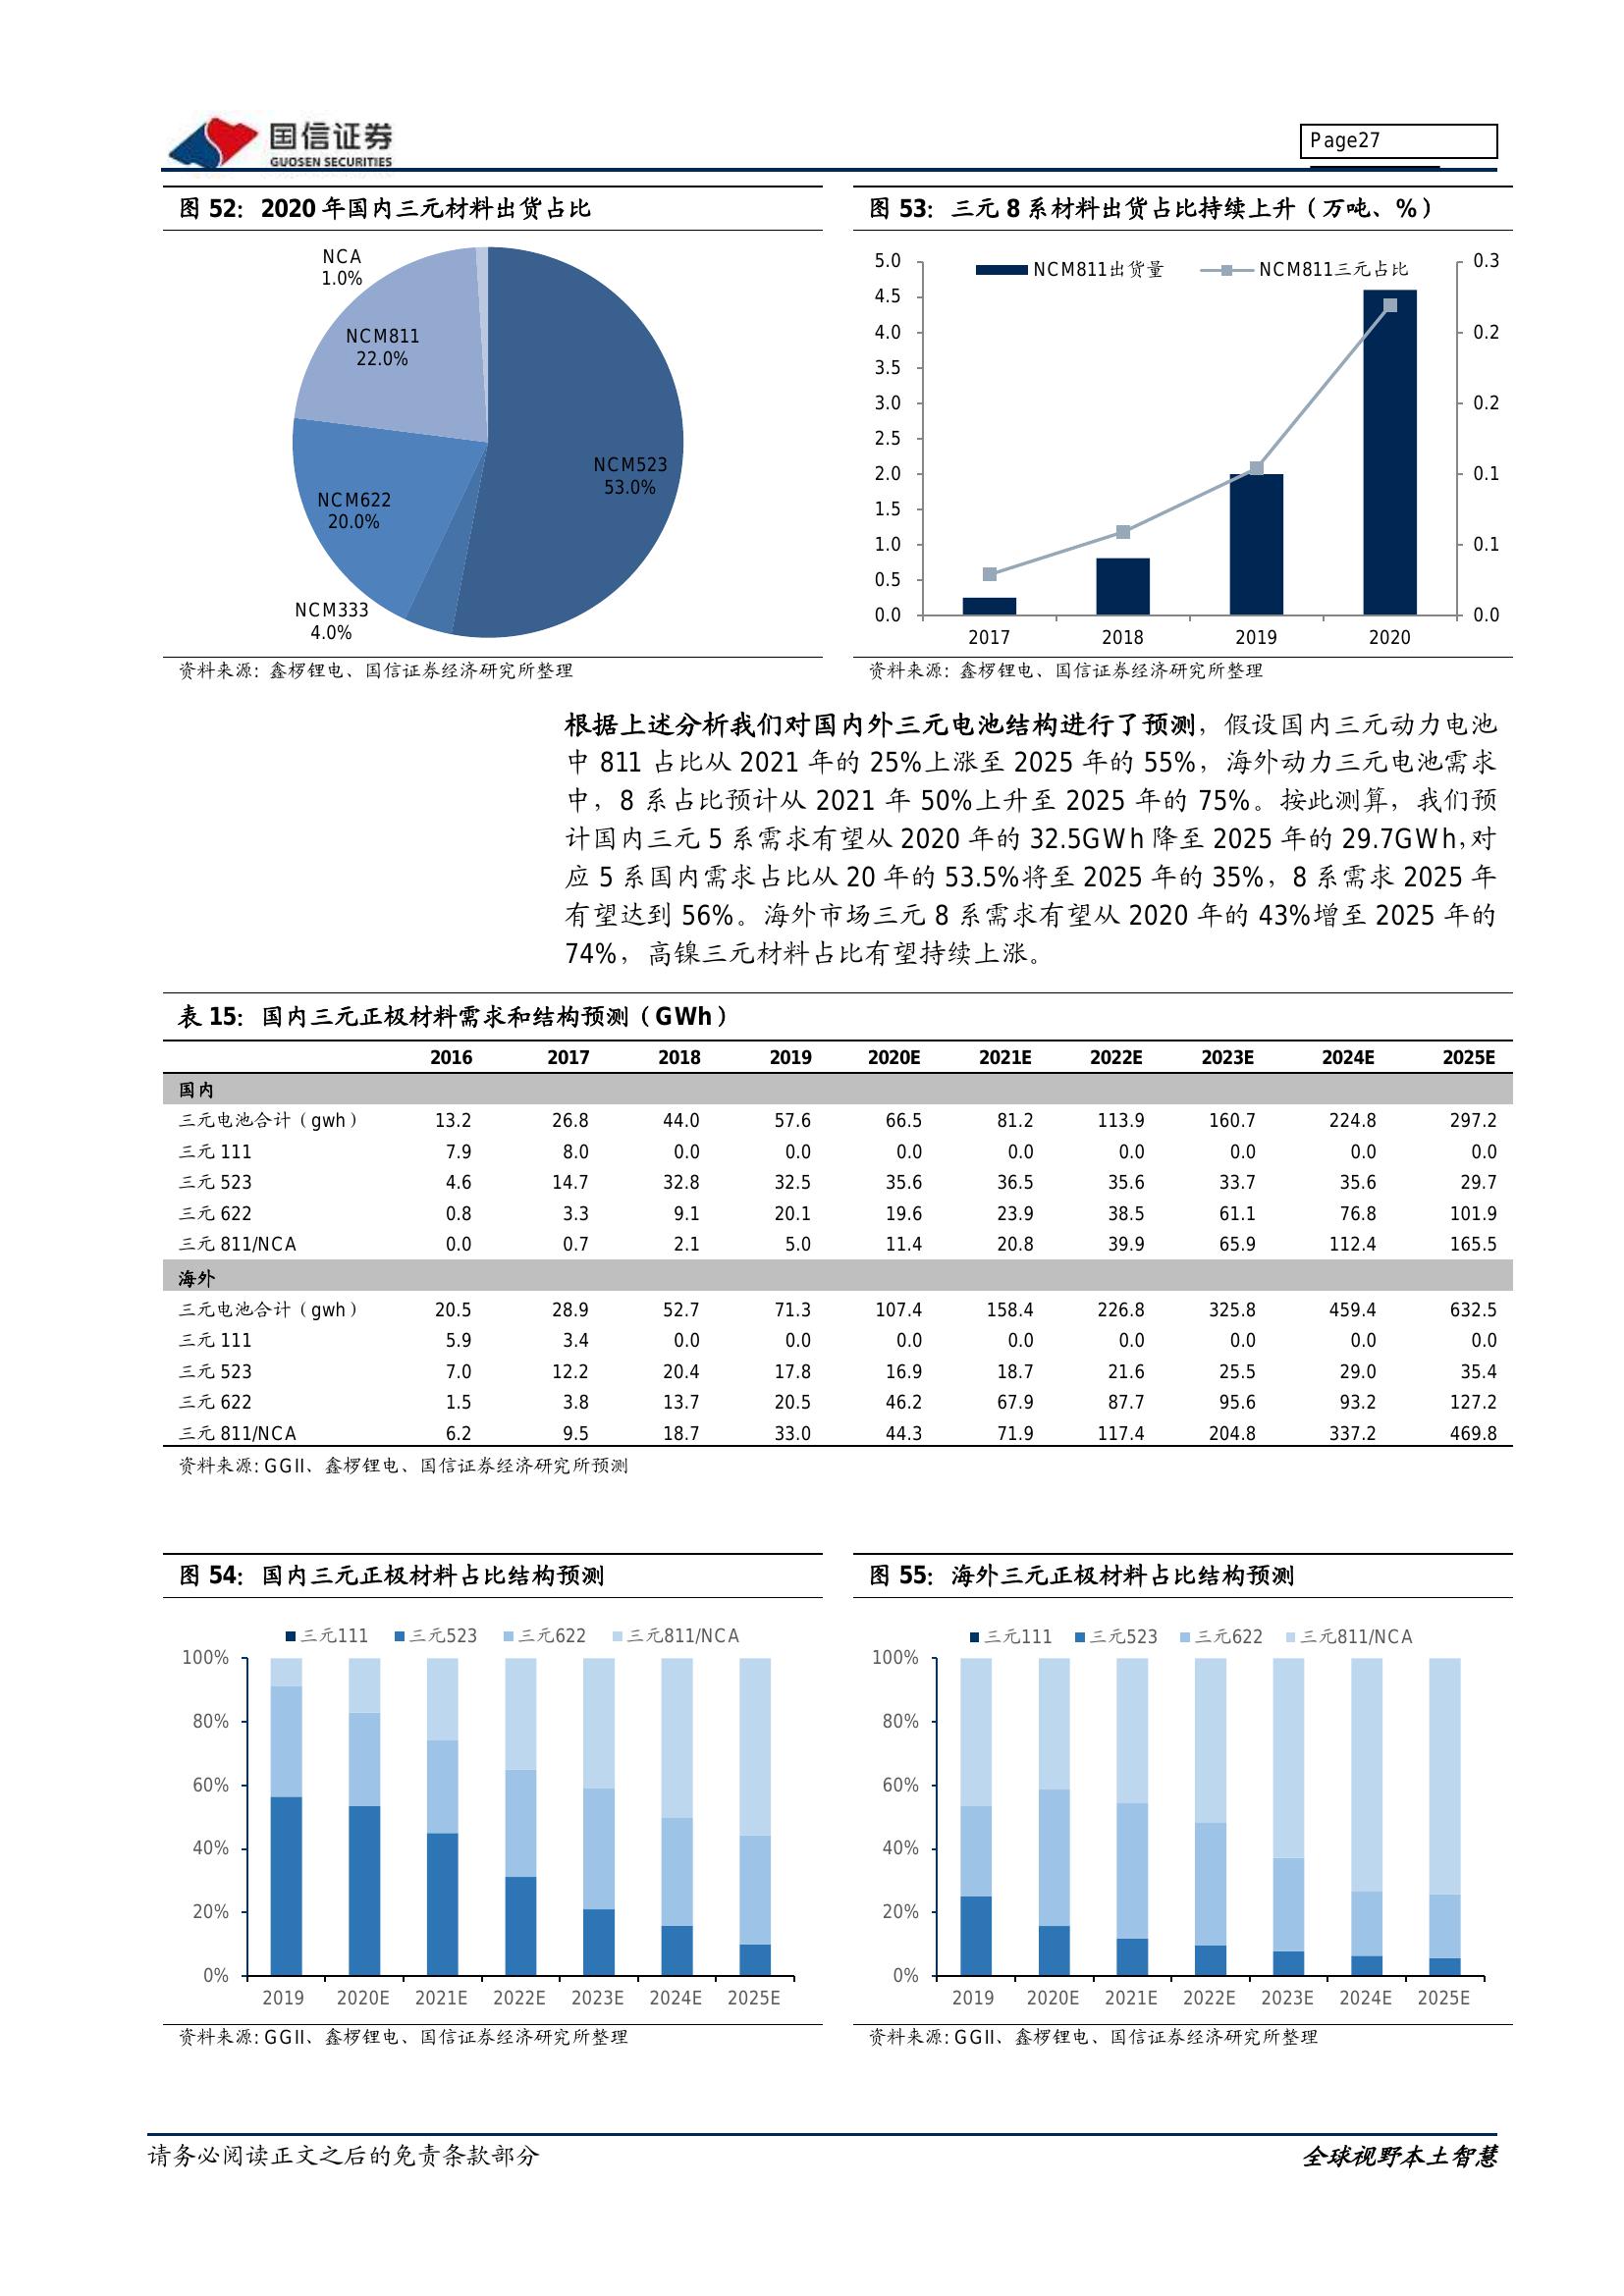 国信证券
GUOSEN SECURITIES
Page27
图 52：2020 年国内三元材料出货占比
NCA
1.0%
NCM811
22.0%
NCM523
53.0%
NCM622
20.0%
NCM333
4.0%
资料来源：鑫椤锂电、国信证券经济研究所整理
图 53：三元 8 系材料出货占比持续上升（万吨、%）
NCM811出货量 NCM811三元占比
5.0 0.3
4.5
4.0 0.2
3.5
3.0 0.2
2.5
2.0 0.1
1.5
1.0 0.1
0.5
0.0 0.0
2017 2018 2019 2020
资料来源：鑫椤锂电、国信证券经济研究所整理
根据上述分析我们对国内外三元电池结构进行了预测，假设国内三元动力电池
中 811 占比从 2021 年的 25%上涨至 2025 年的 55%，海外动力三元电池需求
中，8 系占比预计从 2021 年 50%上升至 2025 年的 75%。按此测算，我们预
计国内三元 5 系需求有望从 2020 年的 32.5GWh 降至 2025 年的 29.7GWh，对
应 5 系国内需求占比从 20 年的 53.5%将至 2025 年的 35%，8 系需求 2025 年
有望达到 56%。海外市场三元 8 系需求有望从 2020 年的 43%增至 2025 年的
74%，高镍三元材料占比有望持续上涨。
表 15：国内三元正极材料需求和结构预测（GWh）
2016 2017 2018 2019 2020E 2021E 2022E 2023E 2024E 2025E
国内
三元电池合计（gwh） 13.2 26.8 44.0 57.6 66.5 81.2 113.9 160.7 224.8 297.2
三元 111 7.9 8.0 0.0 0.0 0.0 0.0 0.0 0.0 0.0 0.0
三元 523 4.6 14.7 32.8 32.5 35.6 36.5 35.6 33.7 35.6 29.7
三元 622 0.8 3.3 9.1 20.1 19.6 23.9 38.5 61.1 76.8 101.9
三元 811/NCA 0.0 0.7 2.1 5.0 11.4 20.8 39.9 65.9 112.4 165.5
海外
三元电池合计（gwh） 20.5 28.9 52.7 71.3 107.4 158.4 226.8 325.8 459.4 632.5
三元 111 5.9 3.4 0.0 0.0 0.0 0.0 0.0 0.0 0.0 0.0
三元 523 7.0 12.2 20.4 17.8 16.9 18.7 21.6 25.5 29.0 35.4
三元 622 1.5 3.8 13.7 20.5 46.2 67.9 87.7 95.6 93.2 127.2
三元 811/NCA 6.2 9.5 18.7 33.0 44.3 71.9 117.4 204.8 337.2 469.8
资料来源：GGII、鑫椤锂电、国信证券经济研究所预测
图 54：国内三元正极材料占比结构预测
三元111 三元523 三元622 三元811/NCA
100%
80%
60%
40%
20%
0%
2019 2020E 2021E 2022E 2023E 2024E 2025E
资料来源：GGII、鑫椤锂电、国信证券经济研究所整理
图 55：海外三元正极材料占比结构预测
三元111 三元523 三元622 三元811/NCA
100%
80%
60%
40%
20%
0%
2019 2020E 2021E 2022E 2023E 2024E 2025E
资料来源：GGII、鑫椤锂电、国信证券经济研究所整理
请务必阅读正文之后的免责条款部分
全球视野本土智慧